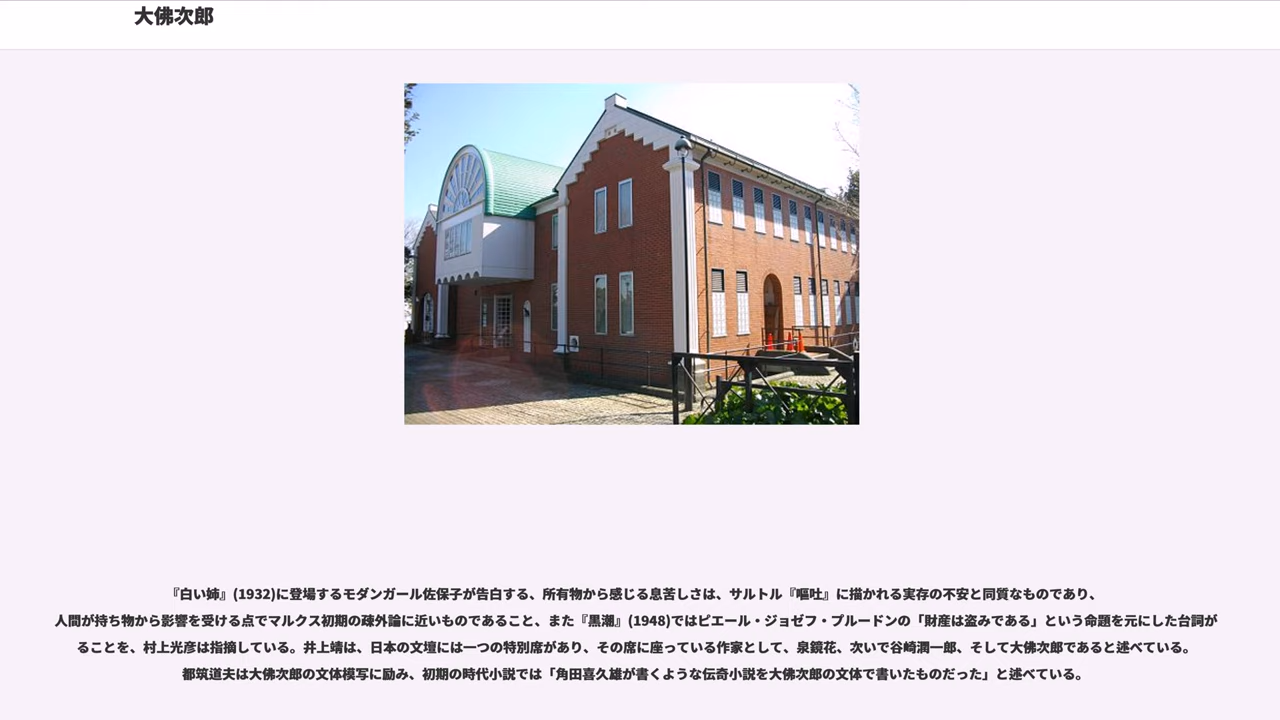 大佛次郎
『白い姉』(1932)に登場するモダンガール佐保子が告白する、所有物から感じる息苦しさは、サルトル『嘔吐』に描かれる実存の不安と同質なものであり、
人間が持ち物から影響を受ける点でマルクス初期の疎外論に近いものであること、また『黒潮』(1948)ではピエール・ジョゼフ・プルードンの「財産は盗みである」という命題を元にした台詞が
ることを、村上光彦は指摘している。井上靖は、日本の文壇には一つの特別席があり、その席に座っている作家として、泉鏡花、次いで谷崎潤一郎、そして大佛次郎であると述べている。
都筑道夫は大佛次郎の文体模写に励み、初期の時代小説では「角田喜久雄が書くような伝奇小説を大佛次郎の文体で書いたものだった」と述べている。